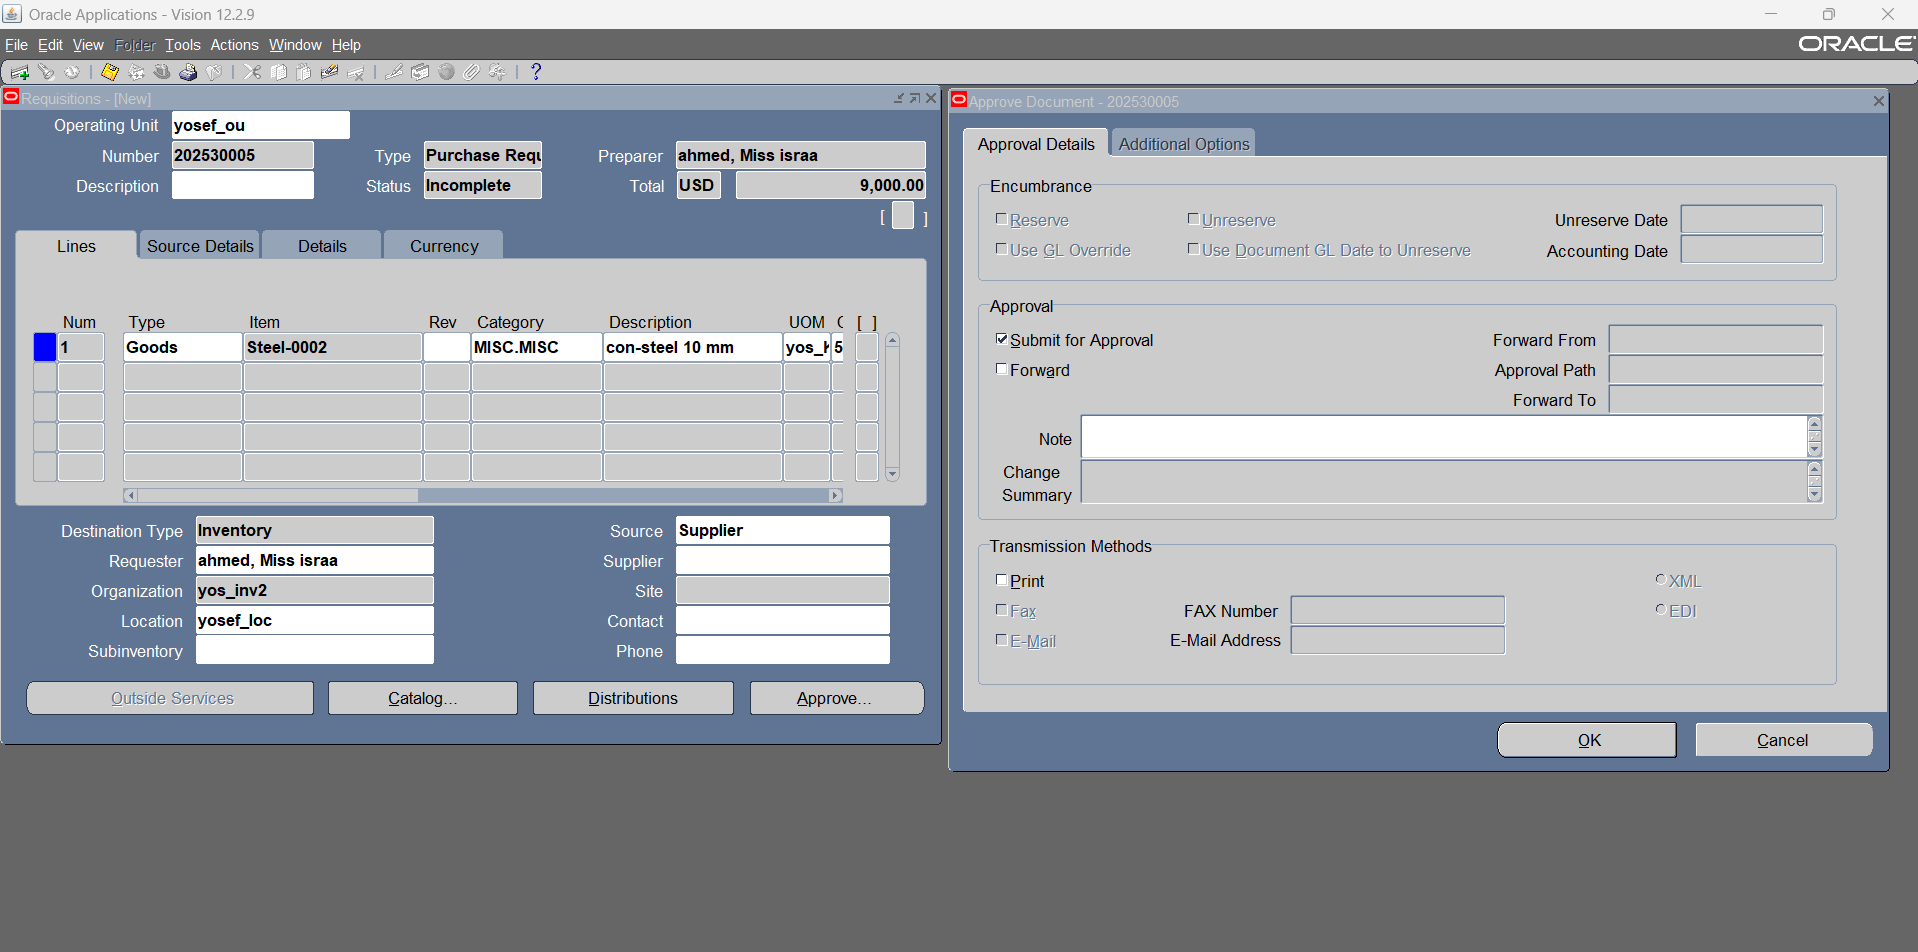 Oracle Applications - Vision 12.2.9
File Edit View Folder Tools Actions Window Help
ORACLE
Requisitions - [New]
Operating Unit yosef_ou
Number 202530005 Type Purchase Requ Preparer ahmed, Miss israa
Description Status Incomplete Total USD 9,000.00
[ ]
Lines Source Details Details Currency
Num Type Item Rev Category Description UOM [ ]
1 Goods Steel-0002 MISC.MISC con-steel 10 mm yos_k 5
Destination Type Inventory Source Supplier
Requester ahmed, Miss israa Supplier
Organization yos_inv2 Site
Location yosef_loc Contact
Subinventory Phone
Outside Services Catalog... Distributions Approve...
Approve Document - 202530005
Approval Details Additional Options
Encumbrance
Reserve Unreserve Unreserve Date
Use GL Override Use Document GL Date to Unreserve Accounting Date
Approval
Submit for Approval Forward From
Forward Approval Path
Forward To
Note
Change
Summary
Transmission Methods
Print XML
Fax FAX Number EDI
E-Mail E-Mail Address
OK Cancel